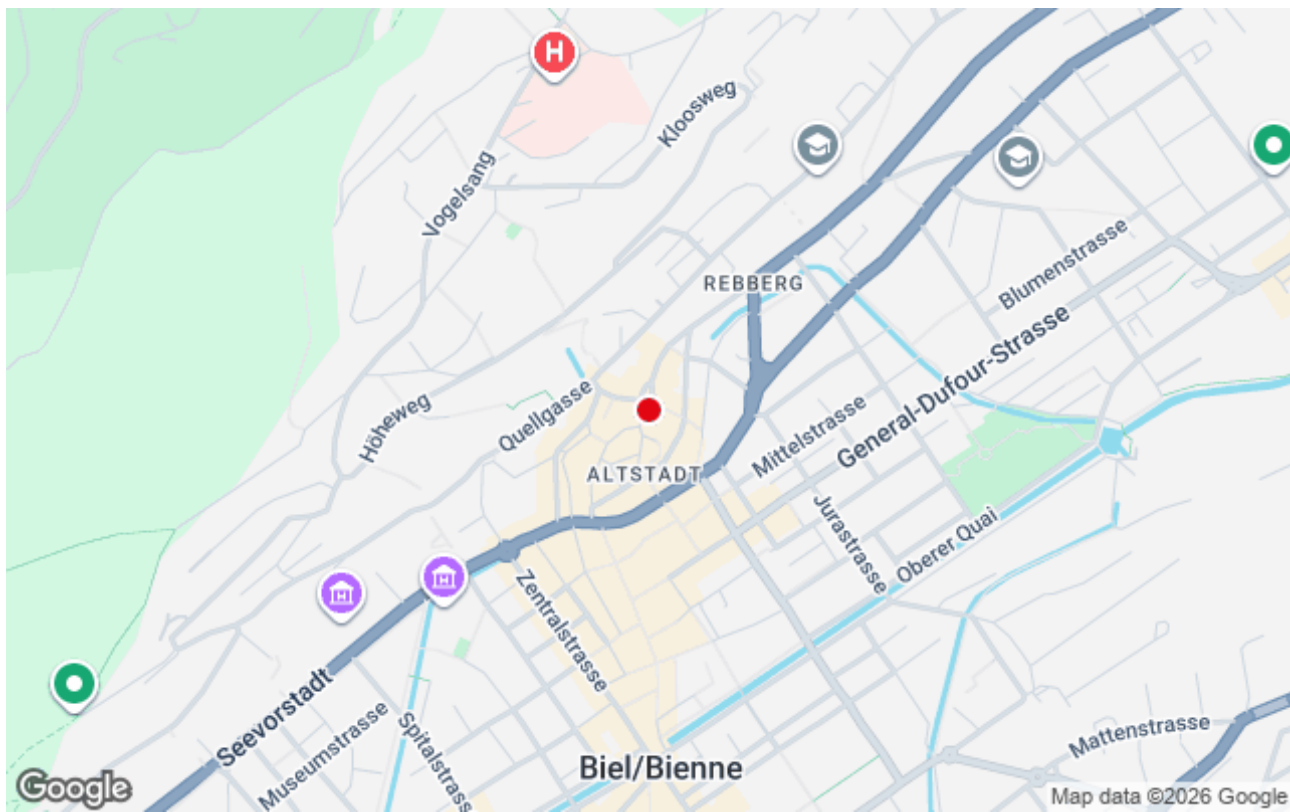 H
Kloosweg
Vogelsang
REBBERG
Blumenstrasse
General-Dufour-Strasse
Quellgasse
Höheweg
Mittelstrasse
ALTSTADT
Jurastrasse
Oberer Quai
H
H
Zentralstrasse
Seevorstadt
Museumstrasse
Spitalstrass
Mattenstrasse
Biel/Bienne
Google
Map data ©2026 Google